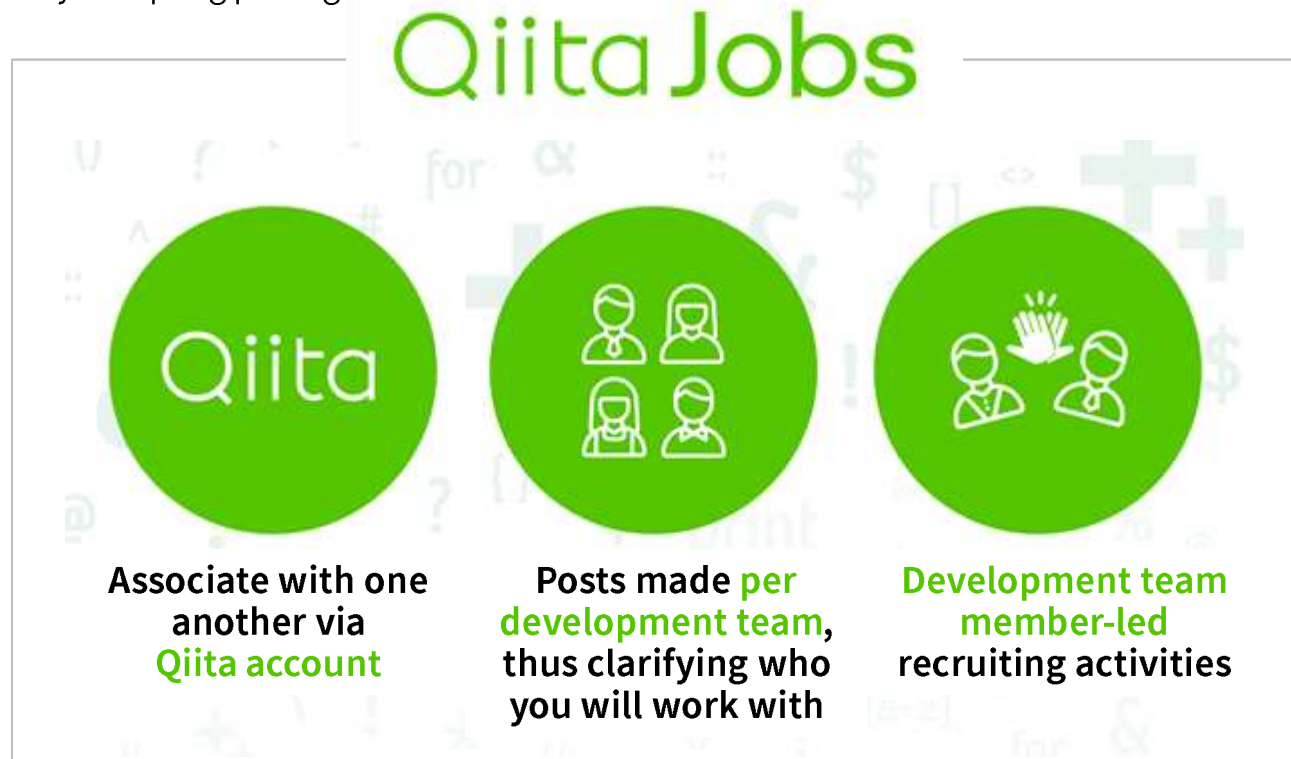 Qiita Jobs
Qiita
Associate with one
another via
Qiita account
Posts made per
development team,
thus clarifying who
you will work with
Development team
member-led
recruiting activities